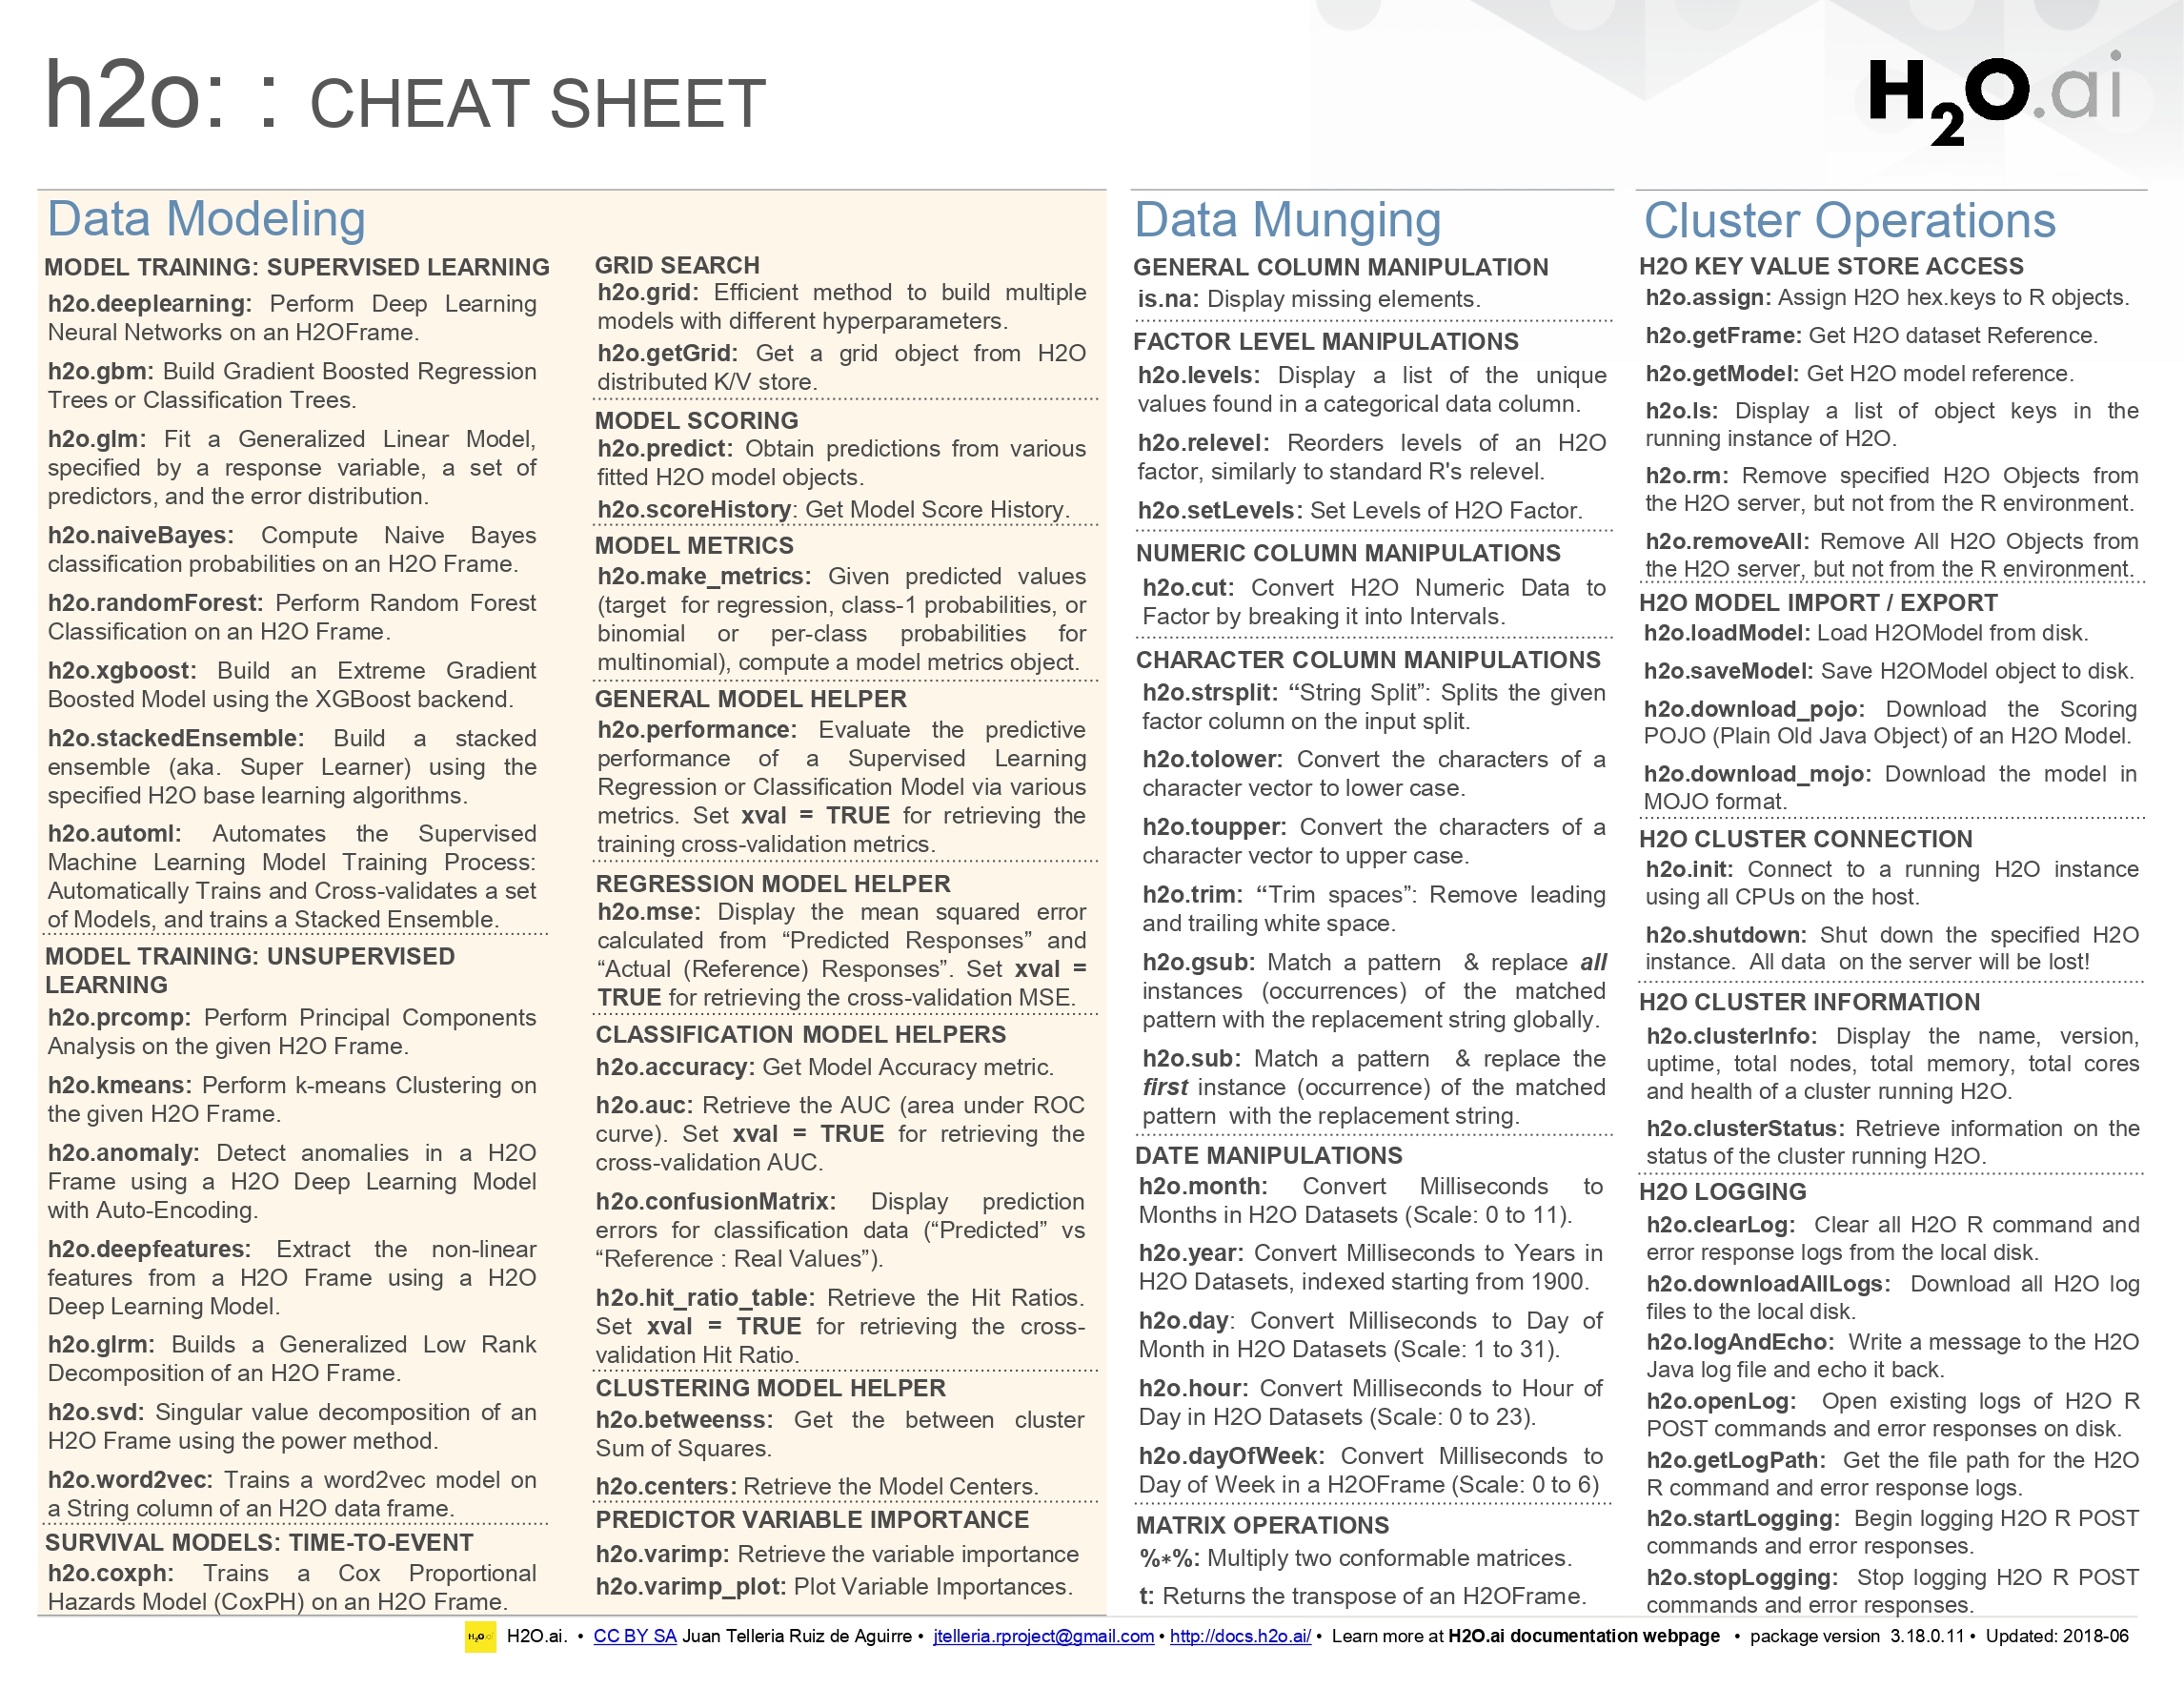 h2o: : CHEAT SHEET
H2O.ai
Data Modeling
MODEL TRAINING: SUPERVISED LEARNING
h2o.deeplearning: Perform Deep Learning
Neural Networks on an H2OFrame.
h2o.gbm: Build Gradient Boosted Regression
Trees or Classification Trees.
h2o.glm: Fit a Generalized Linear Model,
specified by a response variable, a set of
predictors, and the error distribution.
h2o.naiveBayes: Compute Naive Bayes
classification probabilities on an H2O Frame.
h2o.randomForest: Perform Random Forest
Classification on an H2O Frame.
h2o.xgboost: Build an Extreme Gradient
Boosted Model using the XGBoost backend.
h2o.stackedEnsemble: Build a stacked
ensemble (aka. Super Learner) using the
specified H2O base learning algorithms.
h2o.automl: Automates the Supervised
Machine Learning Model Training Process:
Automatically Trains and Cross-validates a set
of Models, and trains a Stacked Ensemble.
MODEL TRAINING: UNSUPERVISED
LEARNING
h2o.prcomp: Perform Principal Components
Analysis on the given H2O Frame.
h2o.kmeans: Perform k-means Clustering on
the given H2O Frame.
h2o.anomaly: Detect anomalies in a H2O
Frame using a H2O Deep Learning Model
with Auto-Encoding.
h2o.deepfeatures: Extract the non-linear
features from a H2O Frame using a H2O
Deep Learning Model.
h2o.glrm: Builds a Generalized Low Rank
Decomposition of an H2O Frame.
h2o.svd: Singular value decomposition of an
H2O Frame using the power method.
h2o.word2vec: Trains a word2vec model on
a String column of an H2O data frame.
SURVIVAL MODELS: TIME-TO-EVENT
h2o.coxph: Trains a Cox Proportional
Hazards Model (CoxPH) on an H2O Frame.
GRID SEARCH
h2o.grid: Efficient method to build multiple
models with different hyperparameters.
h2o.getGrid: Get a grid object from H2O
distributed K/V store.
MODEL SCORING
h2o.predict: Obtain predictions from various
fitted H2O model objects.
h2o.scoreHistory: Get Model Score History.
MODEL METRICS
h2o.make_metrics: Given predicted values
(target for regression, class-1 probabilities, or
binomial or per-class probabilities for
multinomial), compute a model metrics object.
GENERAL MODEL HELPER
h2o.performance: Evaluate the predictive
performance of a Supervised Learning
Regression or Classification Model via various
metrics. Set xval = TRUE for retrieving the
training cross-validation metrics.
REGRESSION MODEL HELPER
h2o.mse: Display the mean squared error
calculated from “Predicted Responses” and
“Actual (Reference) Responses”. Set xval =
TRUE for retrieving the cross-validation MSE.
CLASSIFICATION MODEL HELPERS
h2o.accuracy: Get Model Accuracy metric.
h2o.auc: Retrieve the AUC (area under ROC
curve). Set xval = TRUE for retrieving the
cross-validation AUC.
h2o.confusionMatrix: Display prediction
errors for classification data (“Predicted” vs
“Reference : Real Values”).
h2o.hit_ratio_table: Retrieve the Hit Ratios.
Set xval = TRUE for retrieving the cross-
validation Hit Ratio.
CLUSTERING MODEL HELPER
h2o.betweenss: Get the between cluster
Sum of Squares.
h2o.centers: Retrieve the Model Centers.
PREDICTOR VARIABLE IMPORTANCE
h2o.varimp: Retrieve the variable importance
h2o.varimp_plot: Plot Variable Importances.
Data Munging
GENERAL COLUMN MANIPULATION
is.na: Display missing elements.
FACTOR LEVEL MANIPULATIONS
h2o.levels: Display a list of the unique
values found in a categorical data column.
h2o.relevel: Reorders levels of an H2O
factor, similarly to standard R's relevel.
h2o.setLevels: Set Levels of H2O Factor.
NUMERIC COLUMN MANIPULATIONS
h2o.cut: Convert H2O Numeric Data to
Factor by breaking it into Intervals.
CHARACTER COLUMN MANIPULATIONS
h2o.strsplit: “String Split”: Splits the given
factor column on the input split.
h2o.tolower: Convert the characters of a
character vector to lower case.
h2o.toupper: Convert the characters of a
character vector to upper case.
h2o.trim: “Trim spaces”: Remove leading
and trailing white space.
h2o.gsub: Match a pattern & replace all
instances (occurrences) of the matched
pattern with the replacement string globally.
h2o.sub: Match a pattern & replace the
first instance (occurrence) of the matched
pattern with the replacement string.
DATE MANIPULATIONS
h2o.month: Convert Milliseconds to
Months in H2O Datasets (Scale: 0 to 11).
h2o.year: Convert Milliseconds to Years in
H2O Datasets, indexed starting from 1900.
h2o.day: Convert Milliseconds to Day of
Month in H2O Datasets (Scale: 1 to 31).
h2o.hour: Convert Milliseconds to Hour of
Day in H2O Datasets (Scale: 0 to 23).
h2o.dayOfWeek: Convert Milliseconds to
Day of Week in a H2OFrame (Scale: 0 to 6)
MATRIX OPERATIONS
%*%: Multiply two conformable matrices.
t: Returns the transpose of an H2OFrame.
Cluster Operations
H2O KEY VALUE STORE ACCESS
h2o.assign: Assign H2O hex.keys to R objects.
h2o.getFrame: Get H2O dataset Reference.
h2o.getModel: Get H2O model reference.
h2o.ls: Display a list of object keys in the
running instance of H2O.
h2o.rm: Remove specified H2O Objects from
the H2O server, but not from the R environment.
h2o.removeAll: Remove All H2O Objects from
the H2O server, but not from the R environment.
H2O MODEL IMPORT / EXPORT
h2o.loadModel: Load H2OModel from disk.
h2o.saveModel: Save H2OModel object to disk.
h2o.download_pojo: Download the Scoring
POJO (Plain Old Java Object) of an H2O Model.
h2o.download_mojo: Download the model in
MOJO format.
H2O CLUSTER CONNECTION
h2o.init: Connect to a running H2O instance
using all CPUs on the host.
h2o.shutdown: Shut down the specified H2O
instance. All data on the server will be lost!
H2O CLUSTER INFORMATION
h2o.clusterInfo: Display the name, version,
uptime, total nodes, total memory, total cores
and health of a cluster running H2O.
h2o.clusterStatus: Retrieve information on the
status of the cluster running H2O.
H2O LOGGING
h2o.clearLog: Clear all H2O R command and
error response logs from the local disk.
h2o.downloadAllLogs: Download all H2O log
files to the local disk.
h2o.logAndEcho: Write a message to the H2O
Java log file and echo it back.
h2o.openLog: Open existing logs of H2O R
POST commands and error responses on disk.
h2o.getLogPath: Get the file path for the H2O
R command and error response logs.
h2o.startLogging: Begin logging H2O R POST
commands and error responses.
h2o.stopLogging: Stop logging H2O R POST
commands and error responses.
H2O.ai H2O.ai. • CC BY SA Juan Telleria Ruiz de Aguirre • jtelleria.rproject@gmail.com • http://docs.h2o.ai/ • Learn more at H2O.ai documentation webpage • package version 3.18.0.11 • Updated: 2018-06